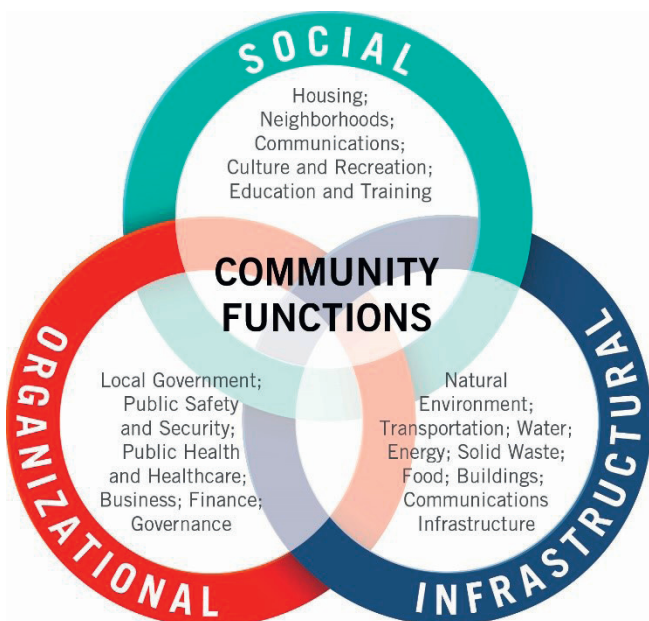 SOCIAL
Housing;
Neighborhoods;
Communications;
Culture and Recreation;
Education and Training
COMMUNITY
FUNCTIONS
ORGANIZATIONAL
Local Government;
Public Safety
and Security;
Public Health
and Healthcare;
Business; Finance;
Governance
INFRASTRUCTURAL
Natural
Environment;
Transportation; Water;
Energy; Solid Waste;
Food; Buildings;
Communications
Infrastructure